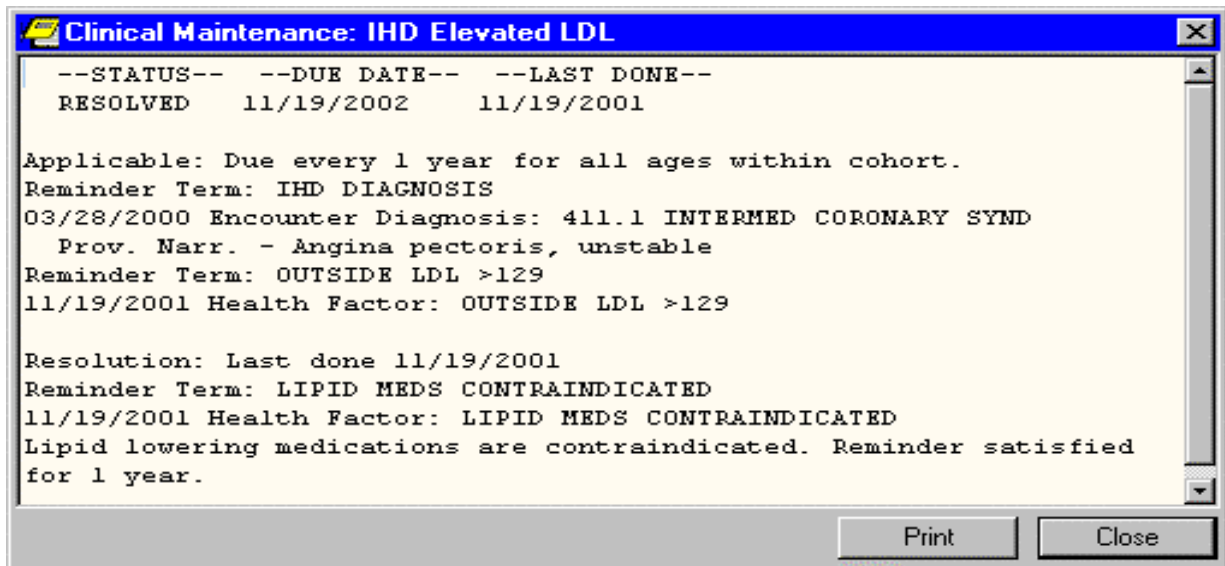 Clinical Maintenance: IHD Elevated LDL
--STATUS-- --DUE DATE-- --LAST DONE--
RESOLVED 11/19/2002 11/19/2001
Applicable: Due every 1 year for all ages within cohort.
Reminder Term: IHD DIAGNOSIS
03/28/2000 Encounter Diagnosis: 411.1 INTERMED CORONARY SYND
Prov. Narr. - Angina pectoris, unstable
Reminder Term: OUTSIDE LDL >129
11/19/2001 Health Factor: OUTSIDE LDL >129
Resolution: Last done 11/19/2001
Reminder Term: LIPID MEDS CONTRAINDICATED
11/19/2001 Health Factor: LIPID MEDS CONTRAINDICATED
Lipid lowering medications are contraindicated. Reminder satisfied
for 1 year.
Print Close